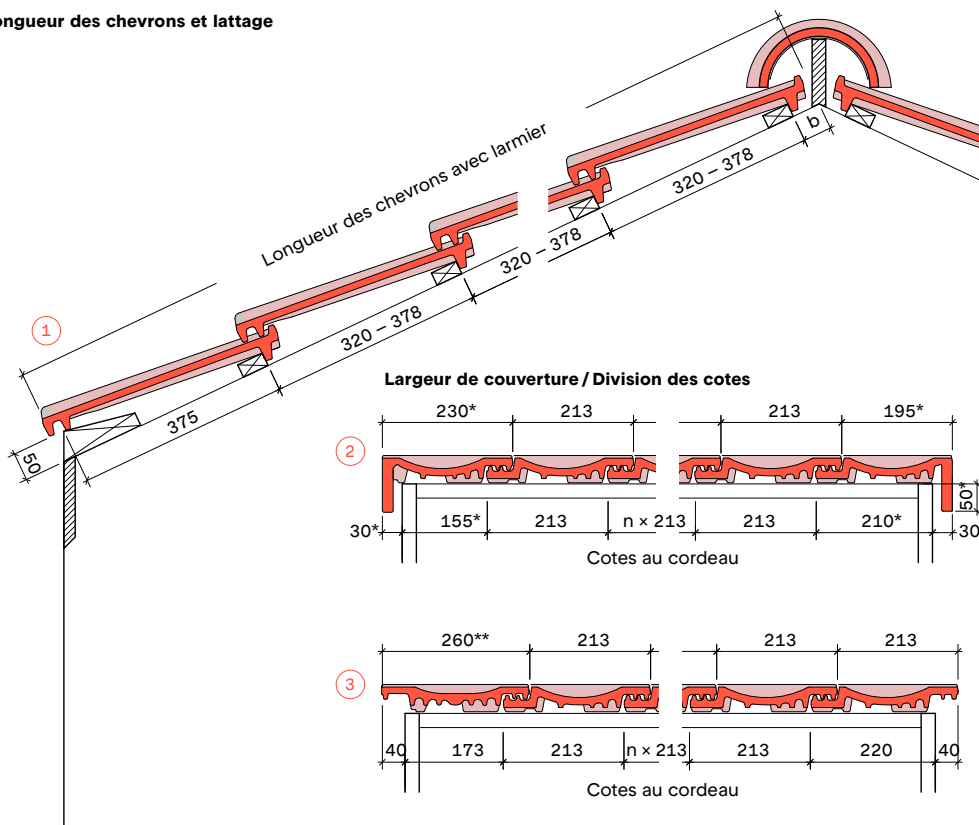 ongueur des chevrons et lattage
b
Longueur des chevrons avec larmier
320 – 378
320 – 378
1
320 – 378
375
50
Largeur de couverture / Division des cotes
230*
213
213
195*
2
50*
30*
155*
213
n × 213
213
210*
30
Cotes au cordeau
260**
213
213
213
3
40
173
213
n × 213
213
220
40
Cotes au cordeau